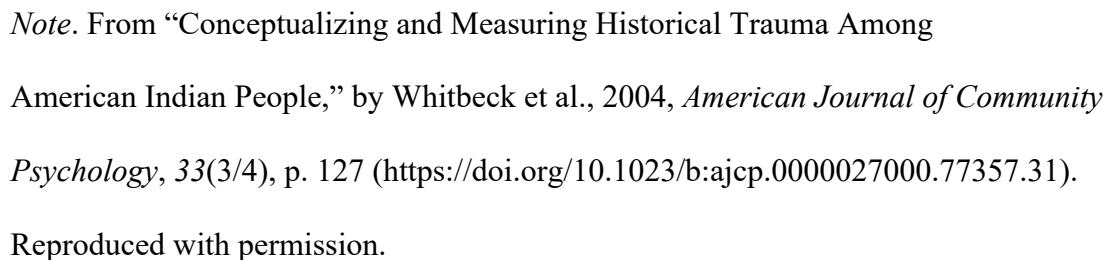 Note. From “Conceptualizing and Measuring Historical Trauma Among
American Indian People,” by Whitbeck et al., 2004, American Journal of Community
Psychology, 33(3/4), p. 127 (https://doi.org/10.1023/b:ajcp.0000027000.77357.31).
Reproduced with permission.